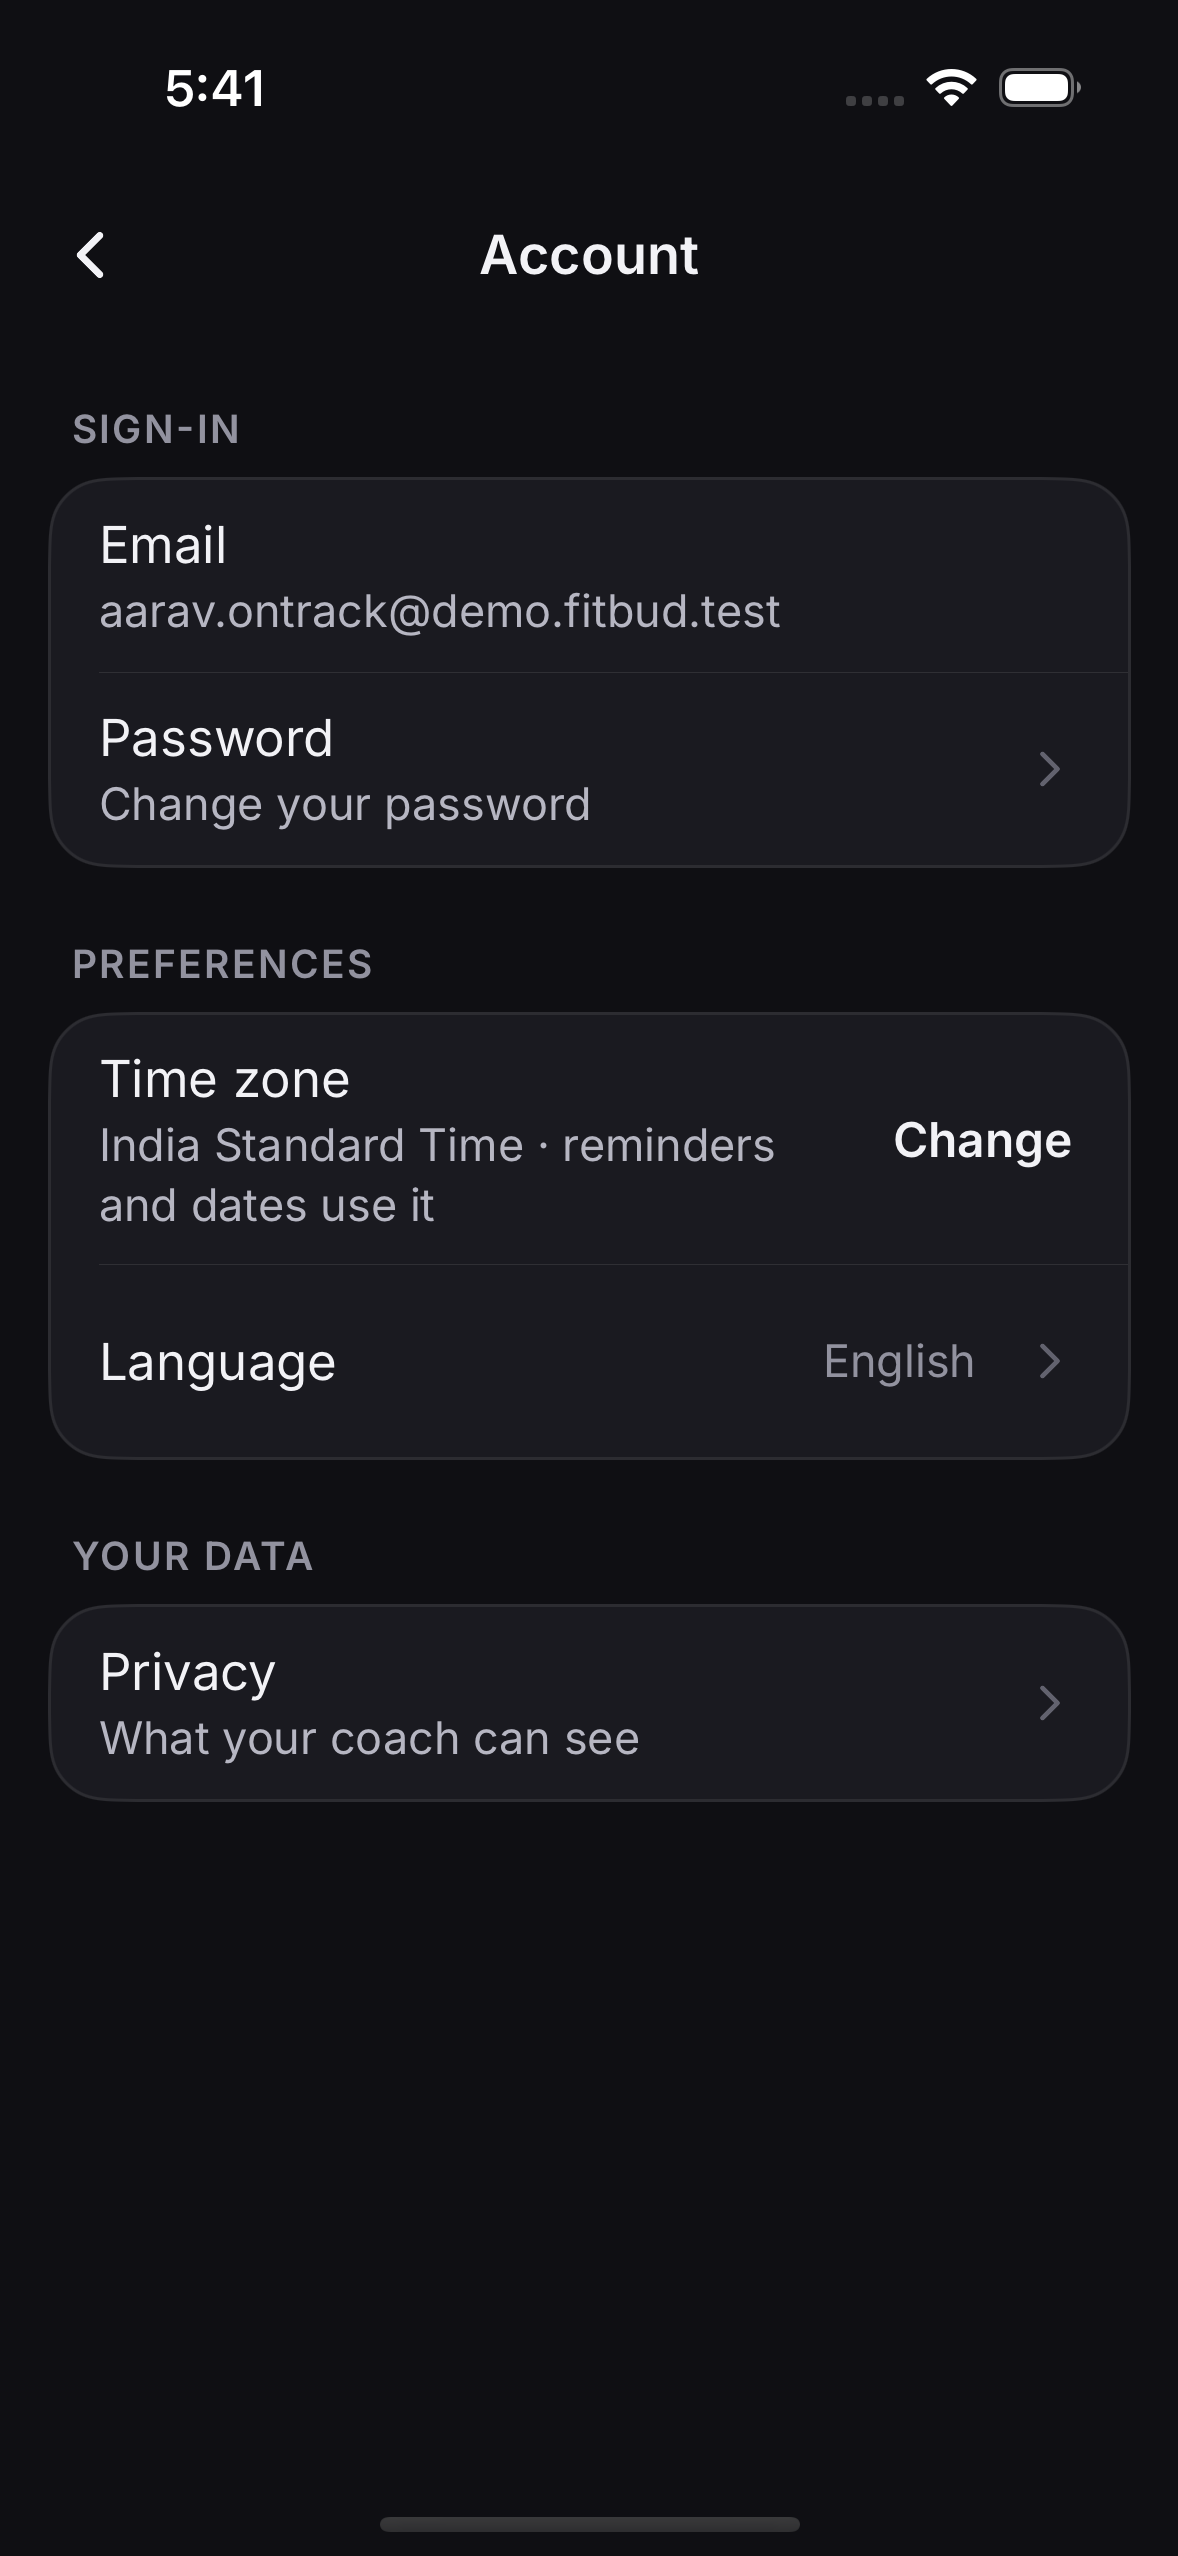 5:41
Account
SIGN-IN
Email
aarav.ontrack@demo.fitbud.test
Password
Change your password
PREFERENCES
Time zone
India Standard Time · reminders
and dates use it
Change
Language
English
YOUR DATA
Privacy
What your coach can see